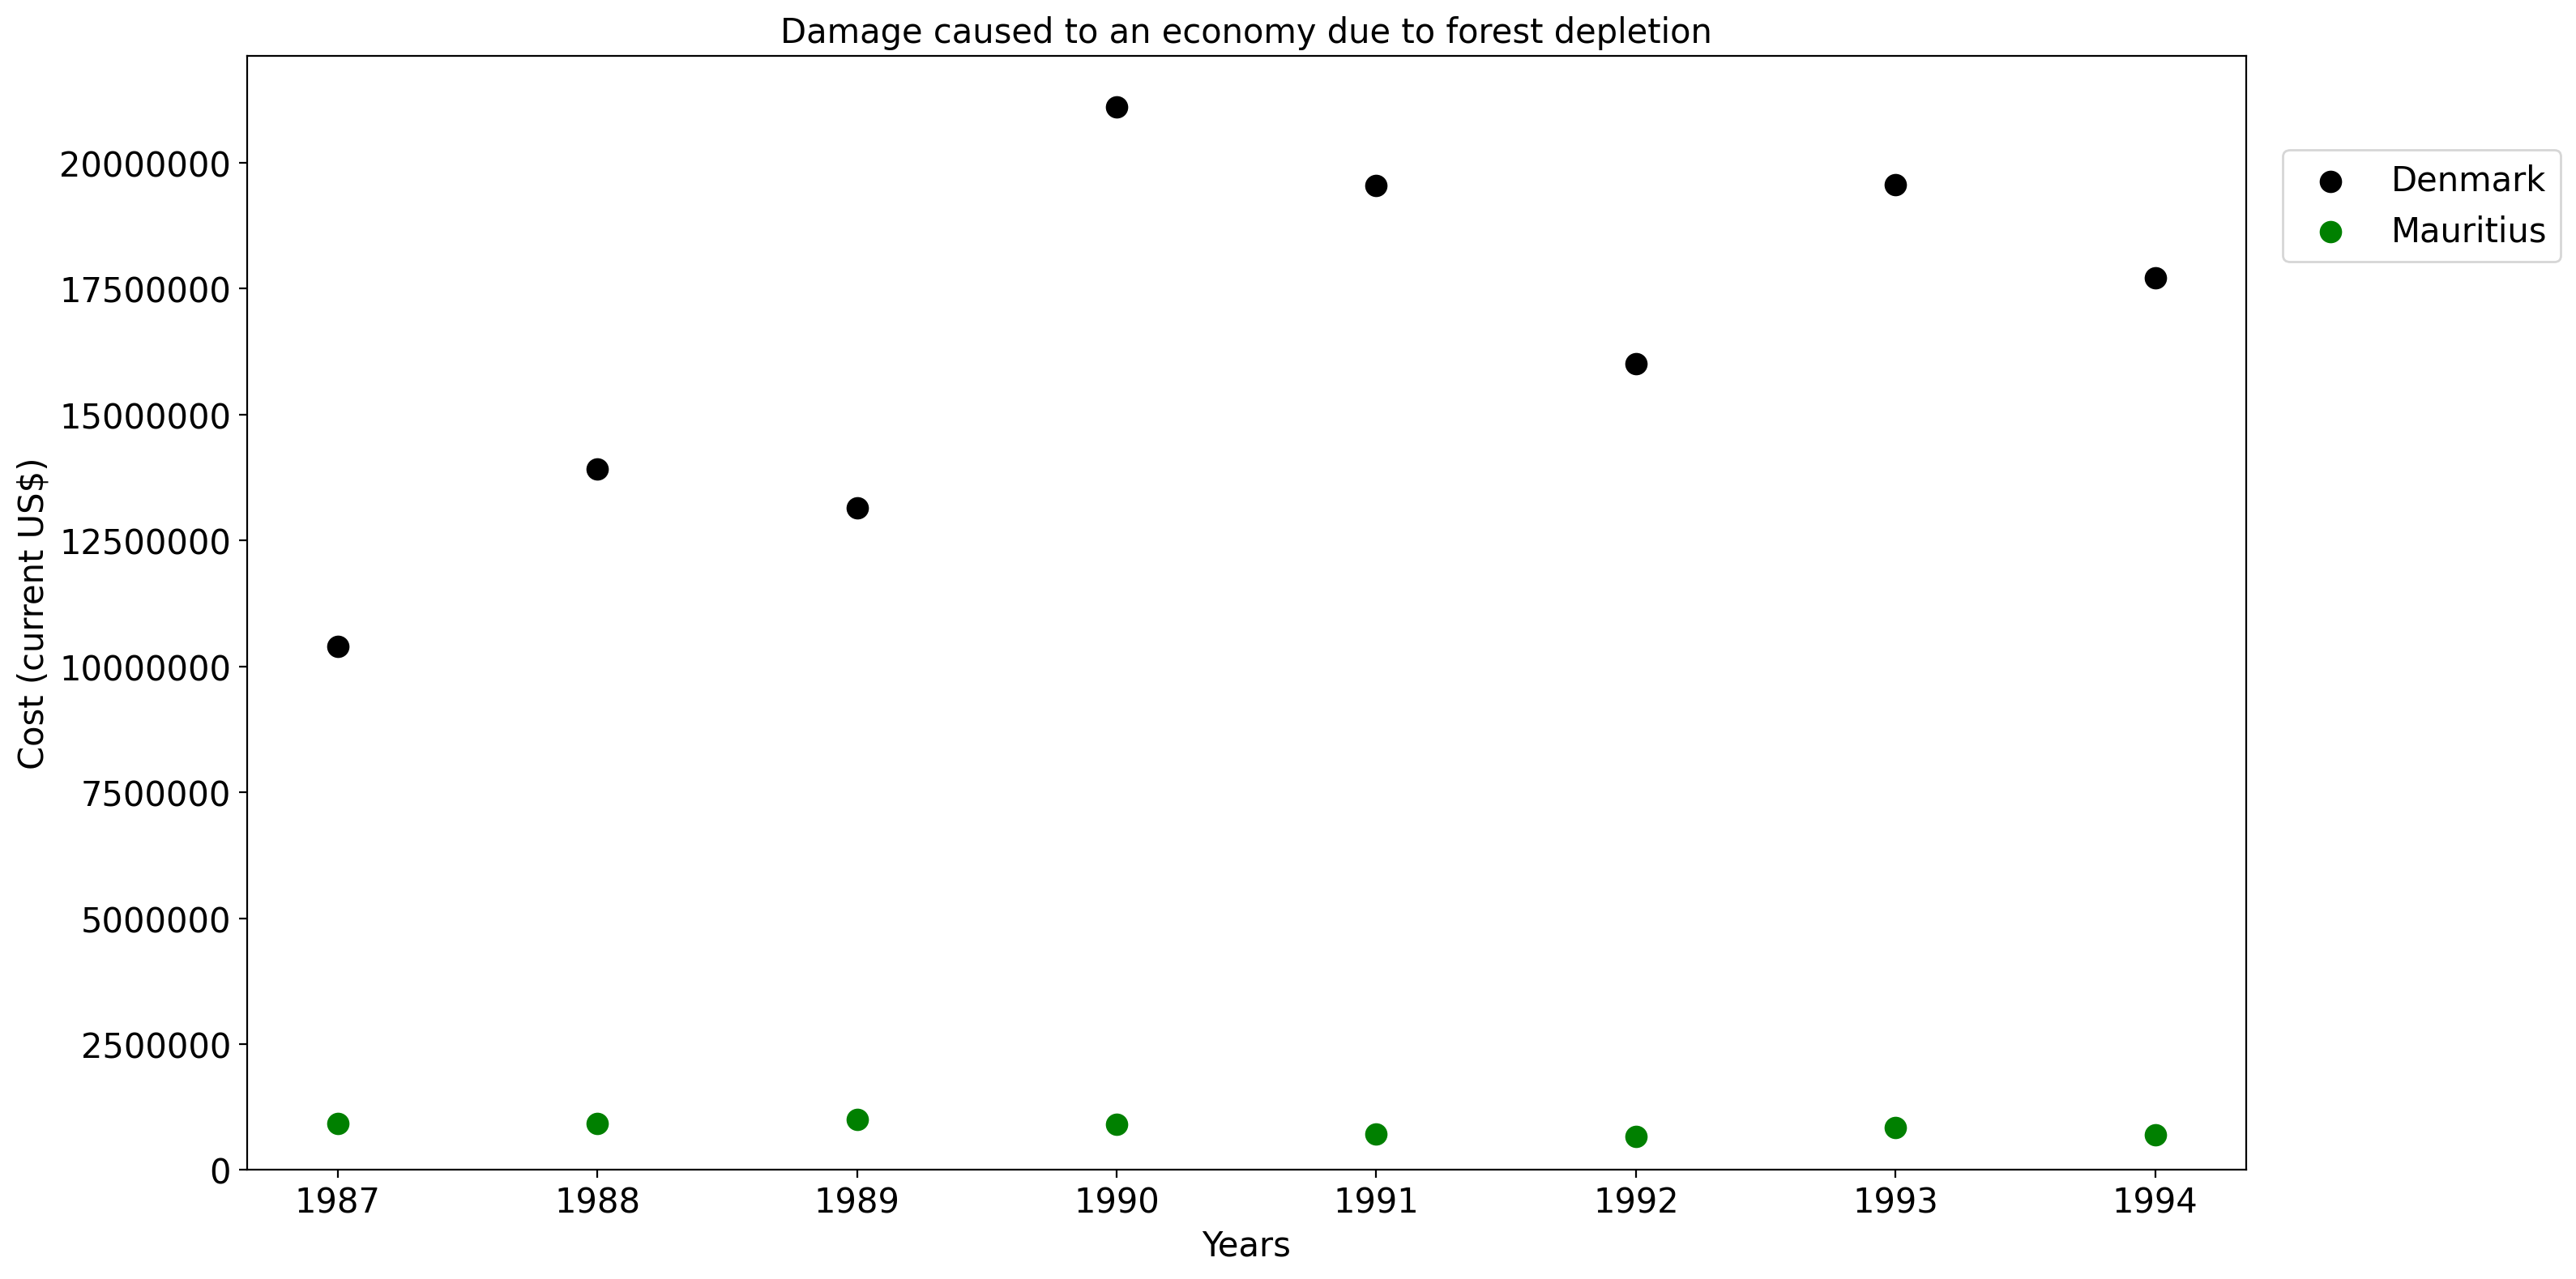 Damage caused to an economy due to forest depletion
Cost (current US$)
20000000
17500000
15000000
12500000
10000000
7500000
5000000
2500000
0
1987 1988 1989 1990 1991 1992 1993 1994
Years
Denmark
Mauritius